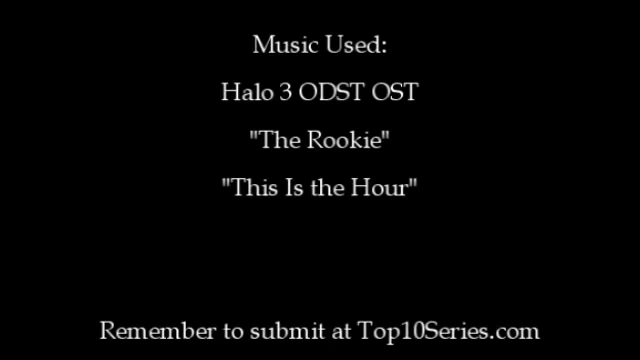 Music Used:
Halo 3 ODST OST
"The Rookie"
"This Is the Hour"
Remember to submit at Top10Series.com